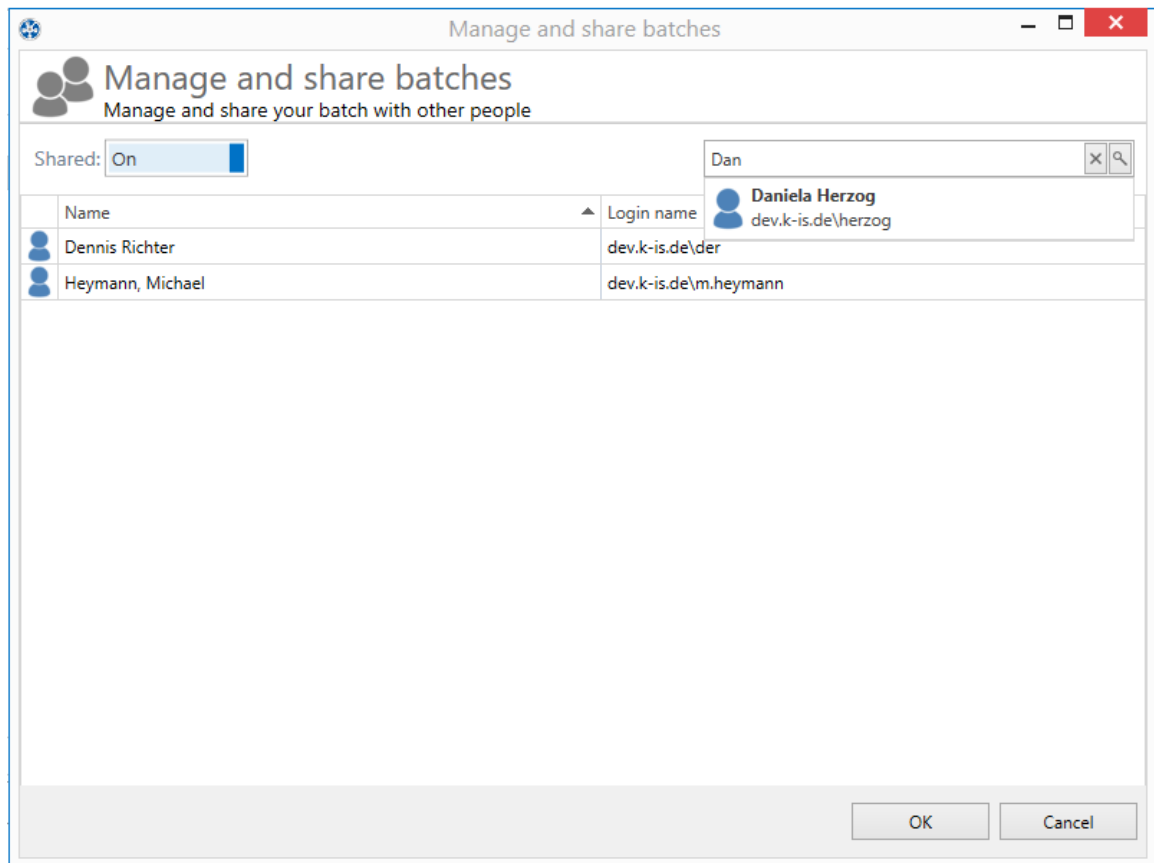 Manage and share batches
Manage and share batches
Manage and share your batch with other people
Shared: On
Dan
Daniela Herzog
dev.k-is.de\herzog
Name
Login name
Dennis Richter
dev.k-is.de\der
Heymann, Michael
dev.k-is.de\m.heymann
OK
Cancel